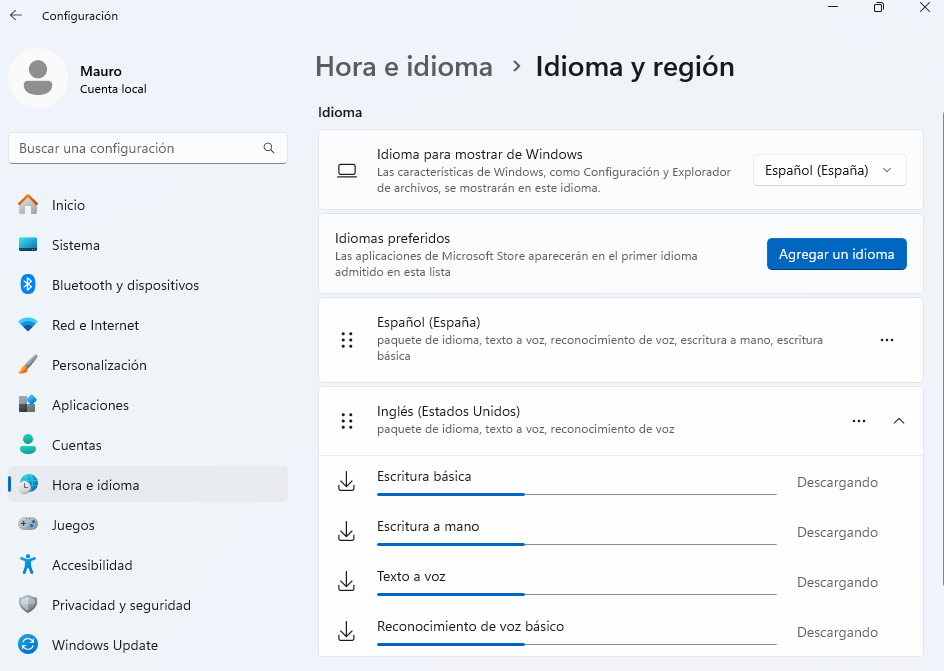 Configuración
Mauro
Cuenta local
Buscar una configuración
Inicio
Sistema
Bluetooth y dispositivos
Red e Internet
Personalización
Aplicaciones
Cuentas
Hora e idioma
Juegos
Accesibilidad
Privacidad y seguridad
Windows Update
Hora e idioma > Idioma y región
Idioma
Idioma para mostrar de Windows
Las características de Windows, como Configuración y Explorador
de archivos, se mostrarán en este idioma.
Español (España)
Idiomas preferidos
Las aplicaciones de Microsoft Store aparecerán en el primer idioma
admitido en esta lista
Agregar un idioma
Español (España)
paquete de idioma, texto a voz, reconocimiento de voz, escritura a mano, escritura
básica
Inglés (Estados Unidos)
paquete de idioma, texto a voz, reconocimiento de voz
Escritura básica
Descargando
Escritura a mano
Descargando
Texto a voz
Descargando
Reconocimiento de voz básico
Descargando